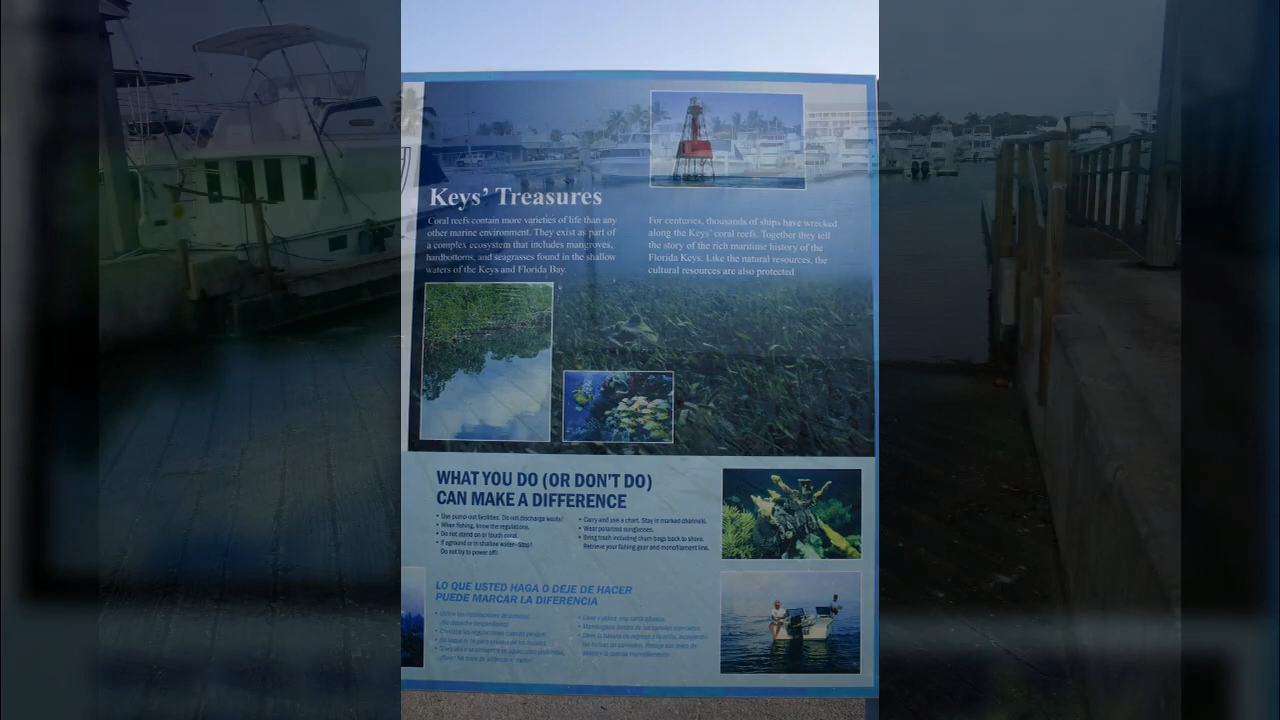 Keys' Treasures
Coral reefs contain more varieties of life than any
other marine environment. They exist as part of
a complex ecosystem that includes mangroves,
hardbottoms, and seagrasses found in the shallow
waters of the Keys and Florida Bay.
For centuries, thousands of ships have wrecked
along the Keys' coral reefs. Together they tell
the story of the rich maritime history of the
Florida Keys. Like the natural resources, the
cultural resources are also protected.
WHAT YOU DO (OR DON'T DO)
CAN MAKE A DIFFERENCE
• Use pump-out facilities. Do not discharge waste!
• When fishing, know the regulations.
• Do not stand on or touch coral.
• If aground or in shallow water–Stop!
Do not try to power off!
• Carry and use a chart. Stay in marked channels.
• Wear polarized sunglasses.
• Bring trash including chum bags back to shore.
Retrieve your fishing gear and monofilament line.
LO QUE USTED HAGA O DEJE DE HACER
PUEDE MARCAR LA DIFERENCIA